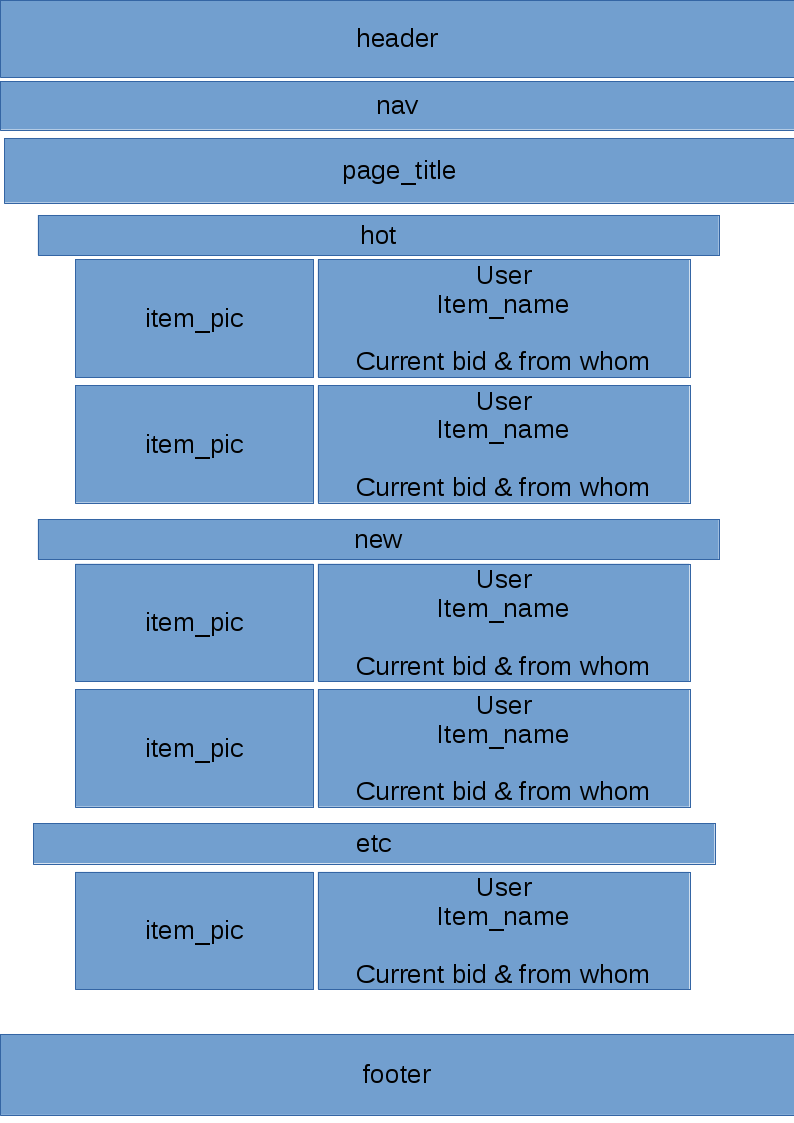 header
nav
page_title
hot
item_pic
User
Item_name
Current bid & from whom
item_pic
User
Item_name
Current bid & from whom
new
item_pic
User
Item_name
Current bid & from whom
item_pic
User
Item_name
Current bid & from whom
etc
item_pic
User
Item_name
Current bid & from whom
footer